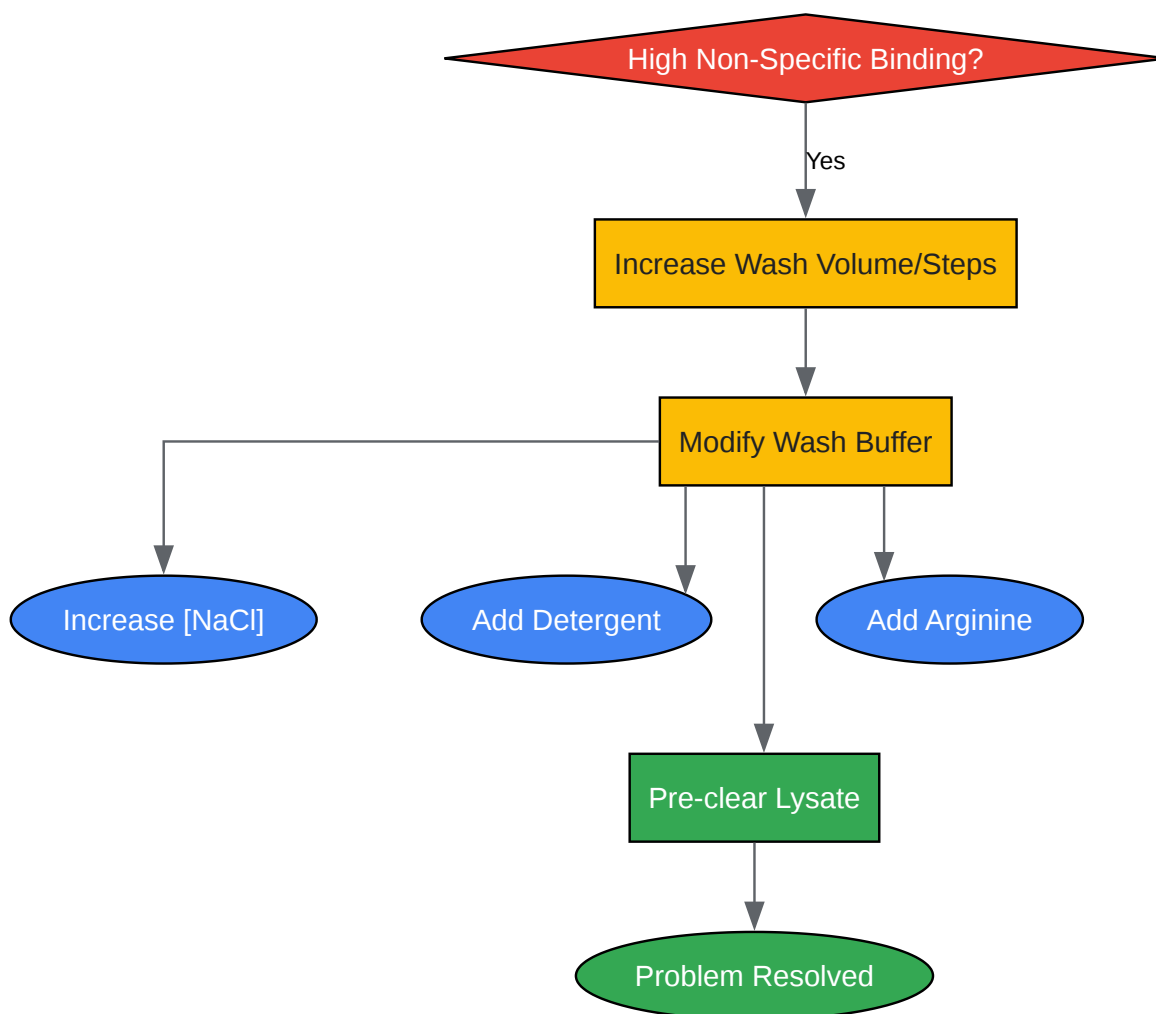 High Non-Specific Binding?
Yes
Increase Wash Volume/Steps
Modify Wash Buffer
Increase [NaCl]
Add Detergent
Add Arginine
Pre-clear Lysate
Problem Resolved